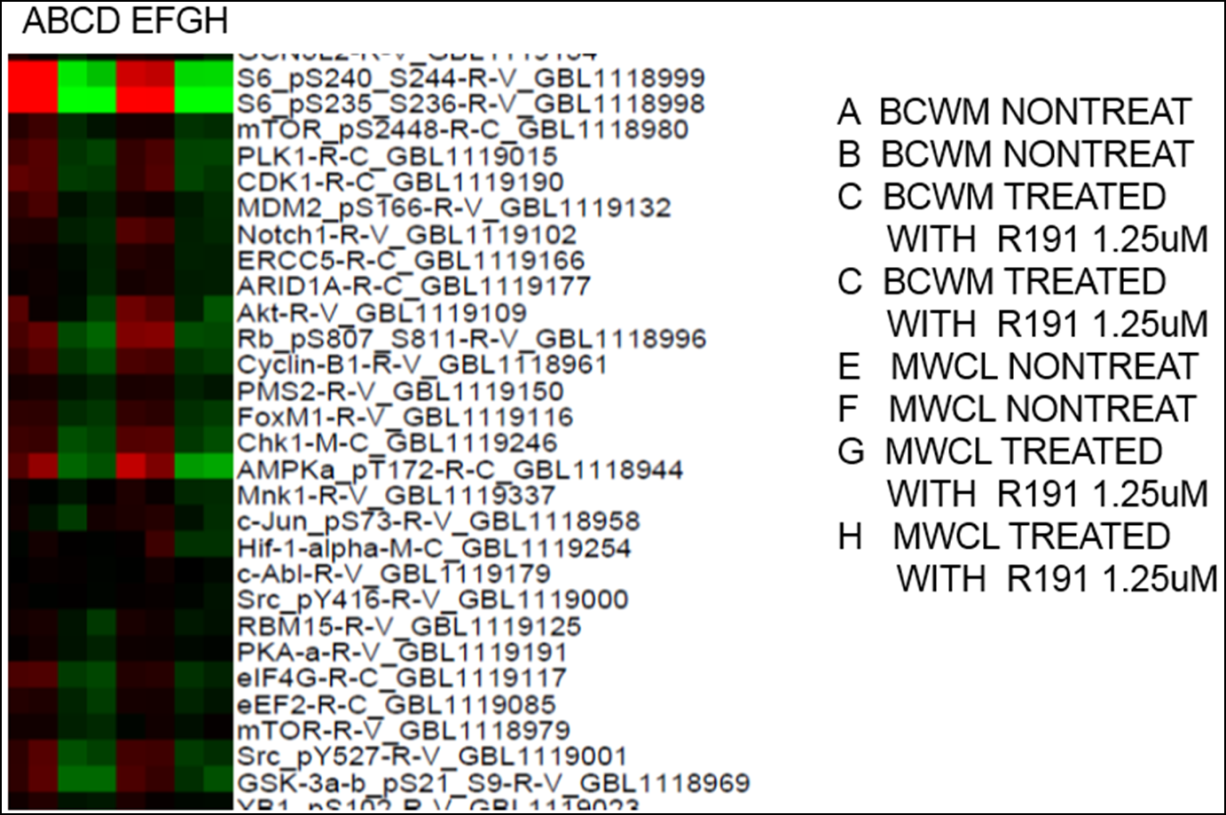 ABCD EFGH
S6_pS240_S244-R-V_GBL1118999
S6_pS235_S236-R-V_GBL1118998
mTOR_pS2448-R-C_GBL1118980
PLK1-R-C_GBL1119015
CDK1-R-C_GBL1119190
MDM2_pS166-R-V_GBL1119132
Notch1-R-V_GBL1119102
ERCC5-R-C_GBL1119166
ARID1A-R-C_GBL1119177
Akt-R-V_GBL1119109
Rb_pS807_S811-R-V_GBL1118996
Cyclin-B1-R-V_GBL1118961
PMS2-R-V_GBL1119150
FoxM1-R-V_GBL1119116
Chk1-M-C_GBL1119246
AMPKa_pT172-R-C_GBL1118944
Mnk1-R-V_GBL1119337
c-Jun_pS73-R-V_GBL1118958
Hif-1-alpha-M-C_GBL1119254
c-Abl-R-V_GBL1119179
Src_pY416-R-V_GBL1119000
RBM15-R-V_GBL1119125
PKA-a-R-V_GBL1119191
eIF4G-R-C_GBL1119117
eEF2-R-C_GBL1119085
mTOR-R-V_GBL1118979
Src_pY527-R-V_GBL1119001
GSK-3a-b_pS21_S9-R-V_GBL1118969
YB1_pS102-R-V_GBL1119023
A BCWM NONTREAT
B BCWM NONTREAT
C BCWM TREATED
WITH R191 1.25uM
C BCWM TREATED
WITH R191 1.25uM
E MWCL NONTREAT
F MWCL NONTREAT
G MWCL TREATED
WITH R191 1.25uM
H MWCL TREATED
WITH R191 1.25uM